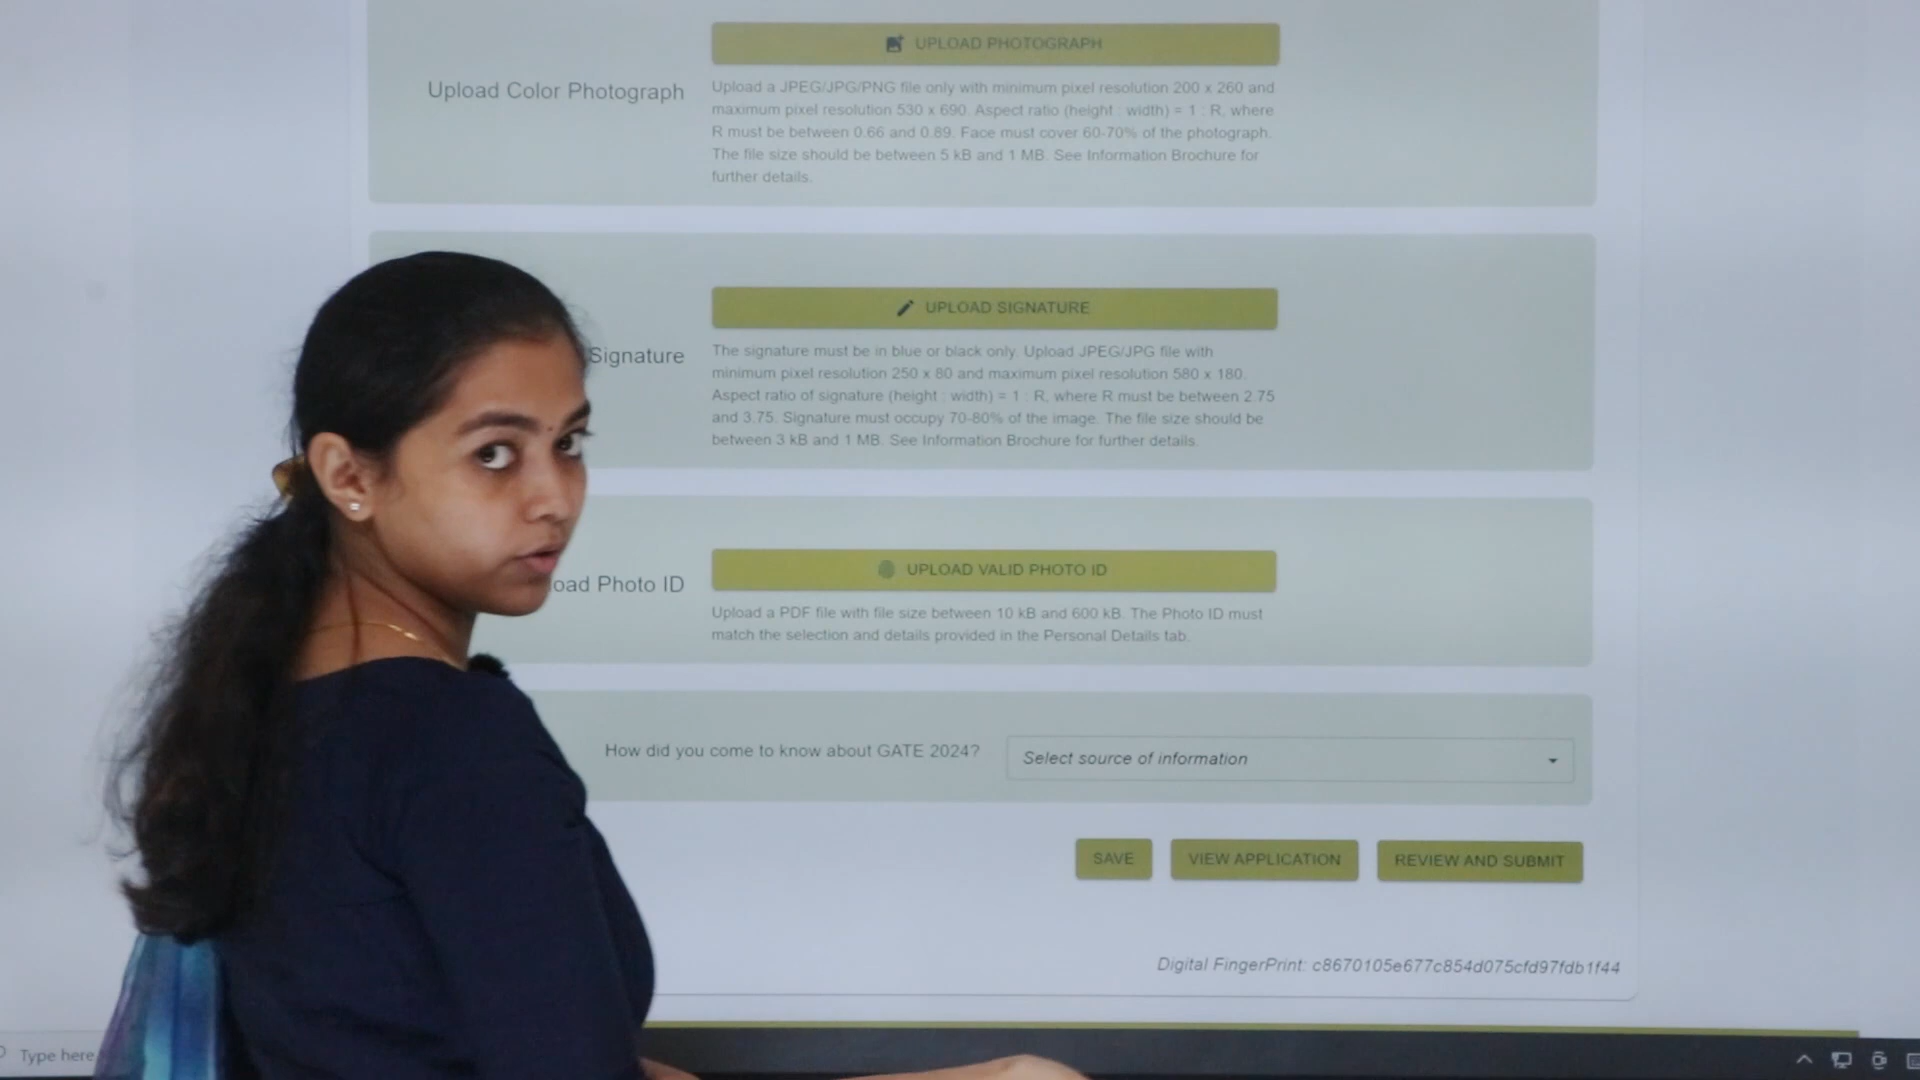 UPLOAD PHOTOGRAPH
Upload Color Photograph
Upload a JPEG/JPG/PNG file only with minimum pixel resolution 200 x 260 and
maximum pixel resolution 530 x 690. Aspect ratio (height : width) = 1 : R, where
R must be between 0.66 and 0.89. Face must cover 60-70% of the photograph.
The file size should be between 5 kB and 1 MB. See Information Brochure for
further details.
UPLOAD SIGNATURE
Signature
The signature must be in blue or black only. Upload JPEG/JPG file with
minimum pixel resolution 250 x 80 and maximum pixel resolution 580 x 180.
Aspect ratio of signature (height : width) = 1 : R, where R must be between 2.75
and 3.75. Signature must occupy 70-80% of the image. The file size should be
between 3 kB and 1 MB. See Information Brochure for further details.
UPLOAD VALID PHOTO ID
oad Photo ID
Upload a PDF file with file size between 10 kB and 600 kB. The Photo ID must
match the selection and details provided in the Personal Details tab.
How did you come to know about GATE 2024?
Select source of information
SAVE
VIEW APPLICATION
REVIEW AND SUBMIT
Digital FingerPrint: c8670105e677c854d075cfd97fdb1f44
Type here